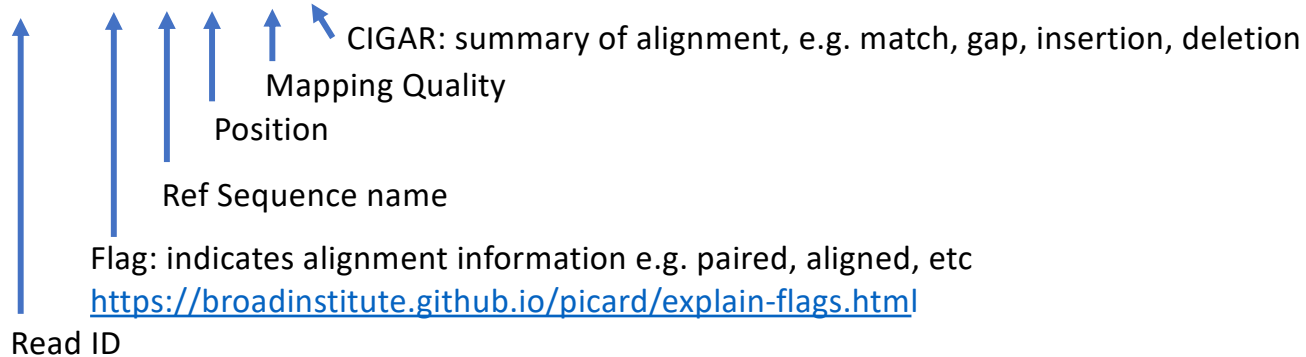 CIGAR: summary of alignment, e.g. match, gap, insertion, deletion
Mapping Quality
Position
Ref Sequence name
Flag: indicates alignment information e.g. paired, aligned, etc
https://broadinstitute.github.io/picard/explain-flags.html
Read ID